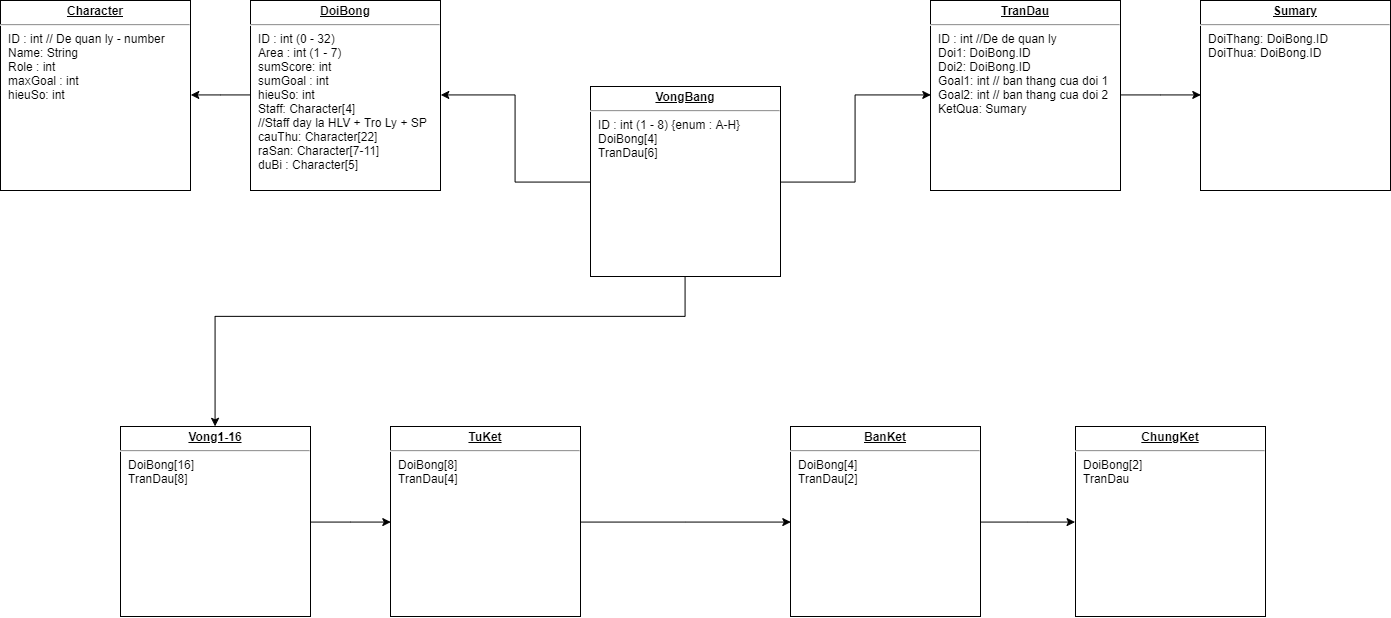 Character
ID : int // De quan ly - number
Name: String
Role : int
maxGoal : int
hieuSo: int
DoiBong
ID : int (0 - 32)
Area : int (1 - 7)
sumScore: int
sumGoal : int
hieuSo: int
Staff: Character[4]
//Staff day la HLV + Tro Ly + SP
cauThu: Character[22]
raSan: Character[7-11]
duBi : Character[5]
VongBang
ID : int (1 - 8) {enum : A-H}
DoiBong[4]
TranDau[6]
TranDau
ID : int //De de quan ly
Doi1: DoiBong.ID
Doi2: DoiBong.ID
Goal1: int // ban thang cua doi 1
Goal2: int // ban thang cua doi 2
KetQua: Sumary
Sumary
DoiThang: DoiBong.ID
DoiThua: DoiBong.ID
Vong1-16
DoiBong[16]
TranDau[8]
TuKet
DoiBong[8]
TranDau[4]
BanKet
DoiBong[4]
TranDau[2]
ChungKet
DoiBong[2]
TranDau